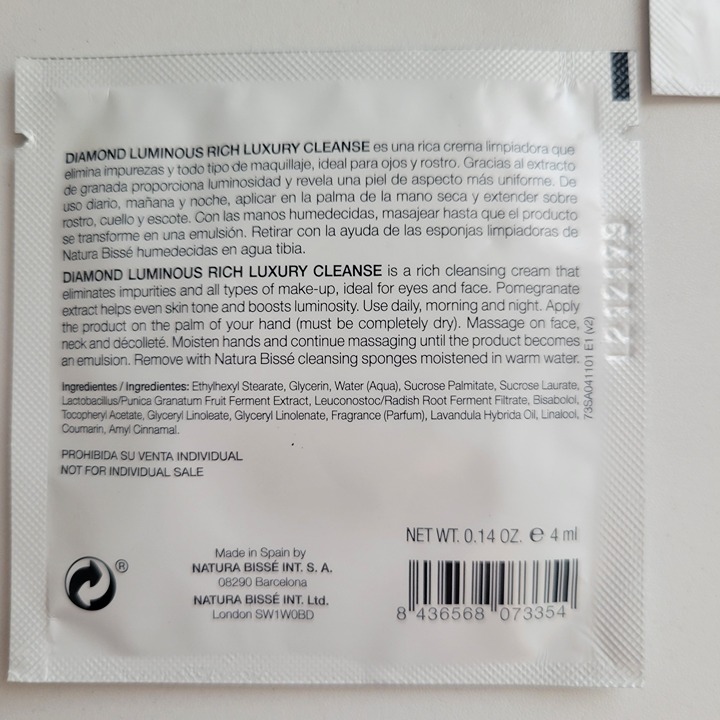 DIAMOND LUMINOUS RICH LUXURY CLEANSE es una rica crema limpiadora que
elimina impurezas y todo tipo de maquillaje, ideal para ojos y rostro. Gracias al extracto
de granada proporciona luminosidad y revela una piel de aspecto más uniforme. De
uso diario, mañana y noche, aplicar en la palma de la mano seca y extender sobre
rostro, cuello y escote. Con las manos humedecidas, masajear hasta que el producto
se transforme en una emulsión. Retirar con la ayuda de las esponjas limpiadoras de
Natura Bissé humedecidas en agua tibia.
DIAMOND LUMINOUS RICH LUXURY CLEANSE is a rich cleansing cream that
eliminates impurities and all types of make-up, ideal for eyes and face. Pomegranate
extract helps even skin tone and boosts luminosity. Use daily, morning and night. Apply
the product on the palm of your hand (must be completely dry). Massage on face,
neck and décolleté. Moisten hands and continue massaging until the product becomes
an emulsion. Remove with Natura Bissé cleansing sponges moistened in warm water.
Ingredientes / Ingredientes: Ethylhexyl Stearate, Glycerin, Water (Aqua), Sucrose Palmitate, Sucrose Laurate,
Lactobacillus/Punica Granatum Fruit Ferment Extract, Leuconostoc/Radish Root Ferment Filtrate, Bisabolol,
Tocopheryl Acetate, Glyceryl Linoleate, Glyceryl Linolenate, Fragrance (Parfum), Lavandula Hybrida Oil, Linalool,
Coumarin, Amyl Cinnamal.
PROHIBIDA SU VENTA INDIVIDUAL
NOT FOR INDIVIDUAL SALE
73SA041101 E1 (v2)
NET WT. 0.14 OZ. ℮ 4 ml
®
Made in Spain by
NATURA BISSÉ INT. S. A.
08290 Barcelona
NATURA BISSÉ INT. Ltd.
London SW1W0BD
8 436568 073354